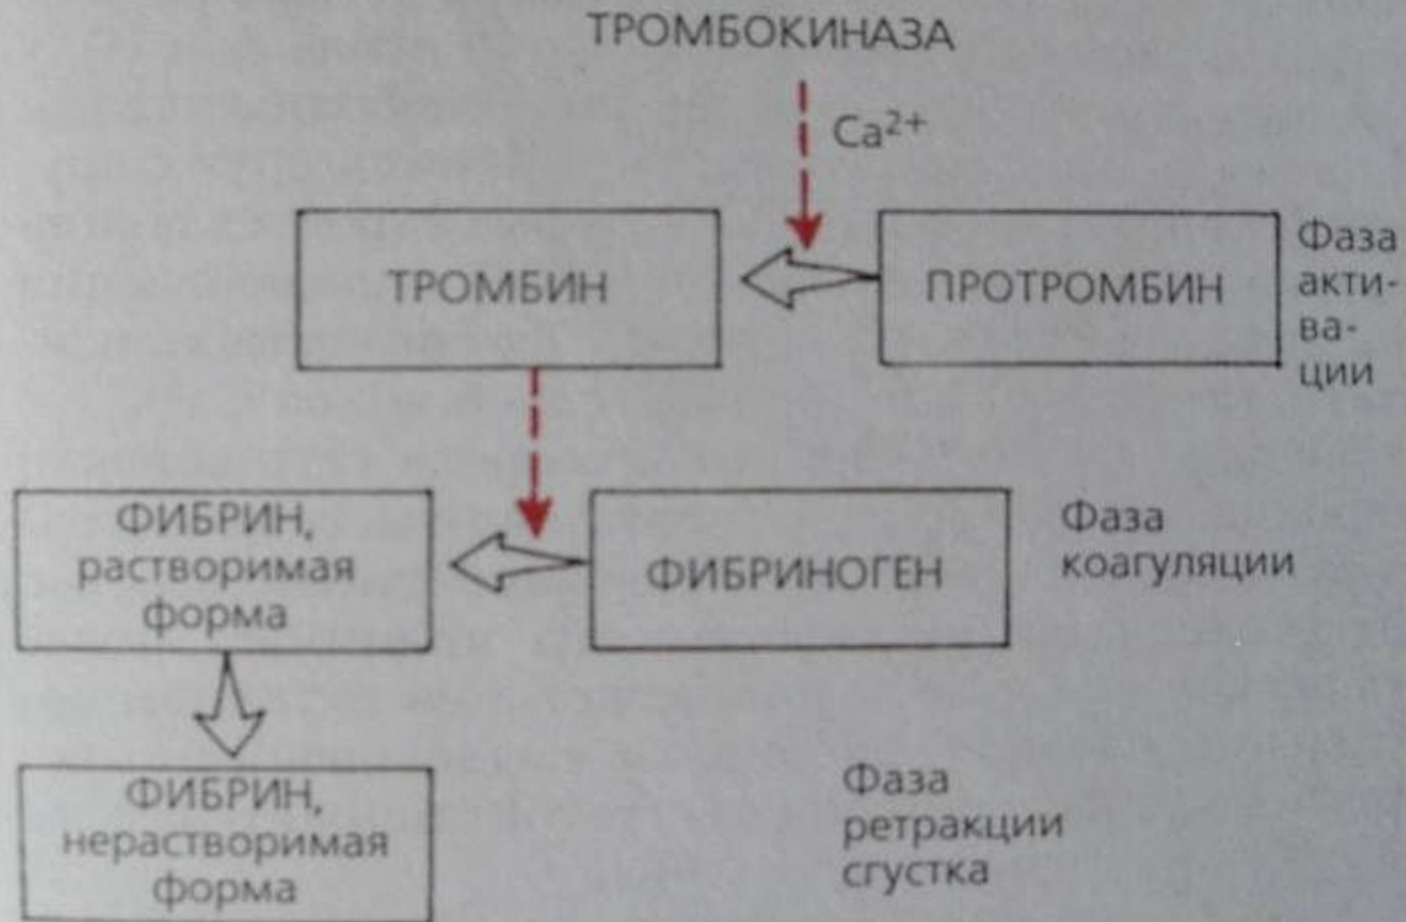 ТРОМБОКИНАЗА
Ca²⁺
ТРОМБИН
ПРОТРОМБИН
Фаза
акти-
ва-
ции
ФИБРИН,
растворимая
форма
ФИБРИНОГЕН
Фаза
коагуляции
ФИБРИН,
нерастворимая
форма
Фаза
ретракции
сгустка